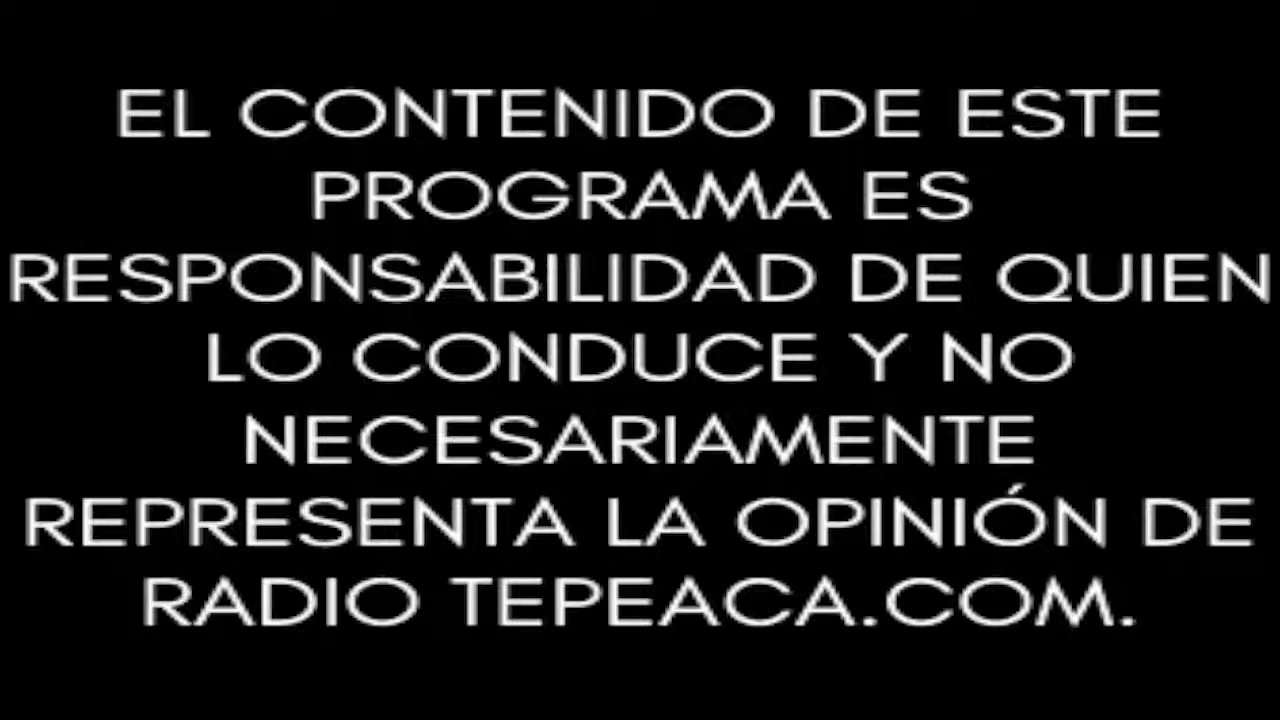 EL CONTENIDO DE ESTE
PROGRAMA ES
RESPONSABILIDAD DE QUIEN
LO CONDUCE Y NO
NECESARIAMENTE
REPRESENTA LA OPINIÓN DE
RADIO TEPEACA.COM.